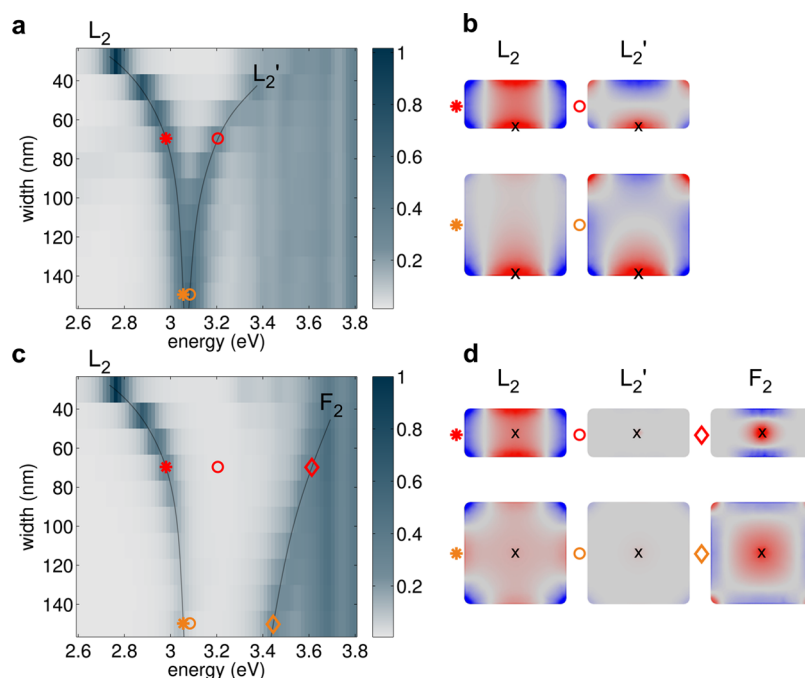 a
L₂
L₂'
40
60
80
100
120
140
width (nm)
2.6 2.8 3 3.2 3.4 3.6 3.8
energy (eV)
1
0.8
0.6
0.4
0.2
b
L₂ L₂'
x
x x
c
L₂
F₂
40
60
80
100
120
140
width (nm)
2.6 2.8 3 3.2 3.4 3.6 3.8
energy (eV)
1
0.8
0.6
0.4
0.2
d
L₂ L₂' F₂
x x x
x x x